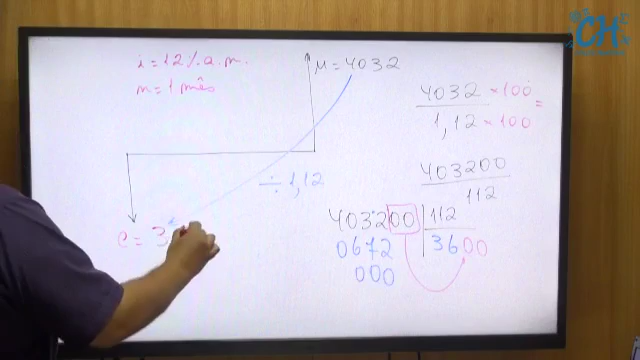 CH
i = 12% a.m.
n = 1 mês
M = 4032
÷ 1,12
C = 3
4032 × 100
1,12 × 100
=
403200
112
403200 | 112
0672 3600
000